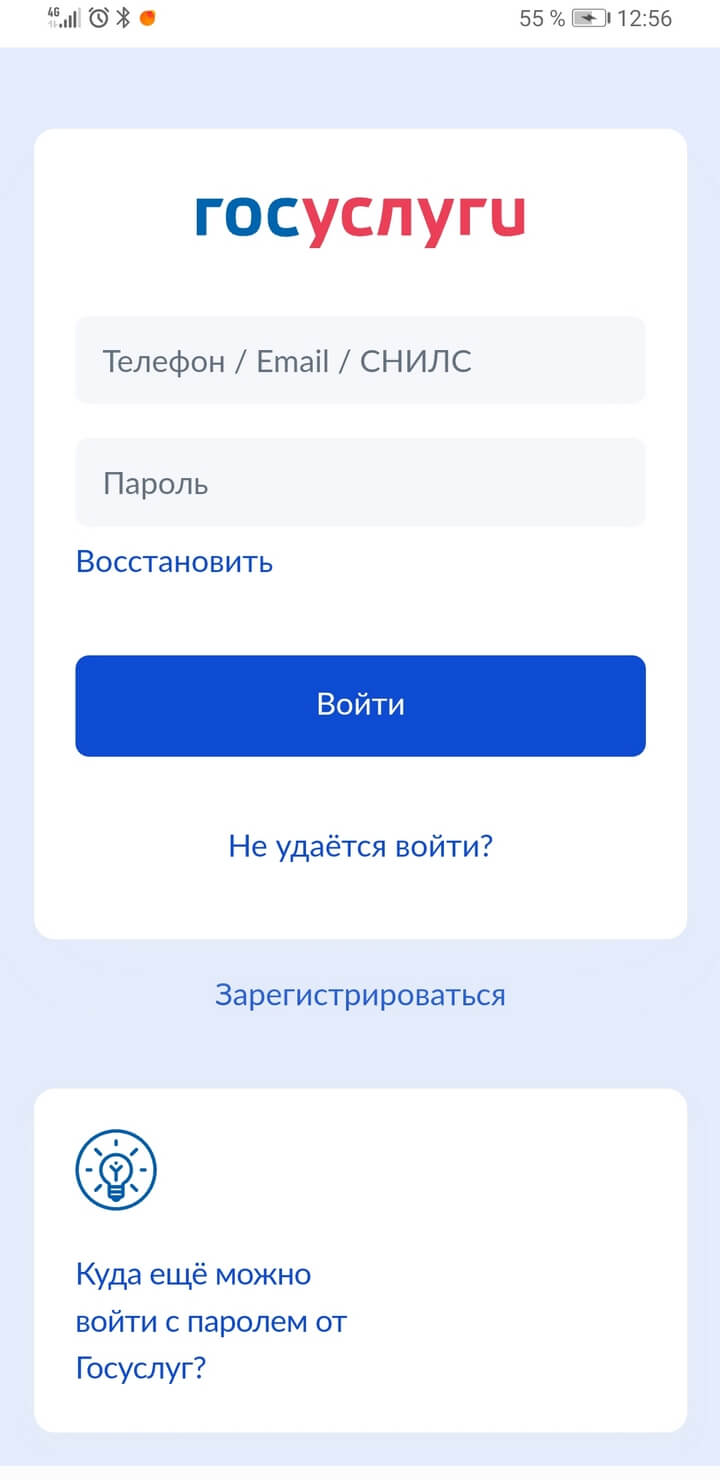 4G 55 % 12:56
госуслуги
Телефон / Email / СНИЛС
Пароль
Восстановить
Войти
Не удаётся войти?
Зарегистрироваться
Куда ещё можно
войти с паролем от
Госуслуг?